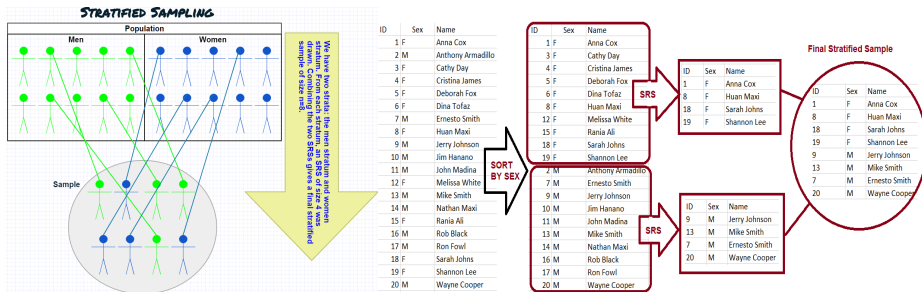 STRATIFIED SAMPLING
Population
Men
Women
Sample
We have two strata: the men stratum and women
stratum. From each stratum, an SRS of size 4 was
drawn. Combining the two SRSs gives a final stratified
sample of size n=8.
ID Sex Name
1 F Anna Cox
2 M Anthony Armadillo
3 F Cathy Day
4 F Cristina James
5 F Deborah Fox
6 F Dina Tofaz
7 M Ernesto Smith
8 F Huan Maxi
9 M Jerry Johnson
10 M Jim Hanano
11 M John Madina
12 F Melissa White
13 M Mike Smith
14 M Nathan Maxi
15 F Rania Ali
16 M Rob Black
17 M Ron Fowl
18 F Sarah Johns
19 F Shannon Lee
20 M Wayne Cooper
SORT
BY SEX
ID Sex Name
1 F Anna Cox
3 F Cathy Day
4 F Cristina James
5 F Deborah Fox
6 F Dina Tofaz
8 F Huan Maxi
12 F Melissa White
15 F Rania Ali
18 F Sarah Johns
19 F Shannon Lee
2 M Anthony Armadillo
7 M Ernesto Smith
9 M Jerry Johnson
10 M Jim Hanano
11 M John Madina
13 M Mike Smith
14 M Nathan Maxi
16 M Rob Black
17 M Ron Fowl
20 M Wayne Cooper
SRS
ID Sex Name
1 F Anna Cox
8 F Huan Maxi
18 F Sarah Johns
19 F Shannon Lee
SRS
ID Sex Name
9 M Jerry Johnson
13 M Mike Smith
7 M Ernesto Smith
20 M Wayne Cooper
Final Stratified Sample
ID Sex Name
1 F Anna Cox
8 F Huan Maxi
18 F Sarah Johns
19 F Shannon Lee
9 M Jerry Johnson
13 M Mike Smith
7 M Ernesto Smith
20 M Wayne Cooper